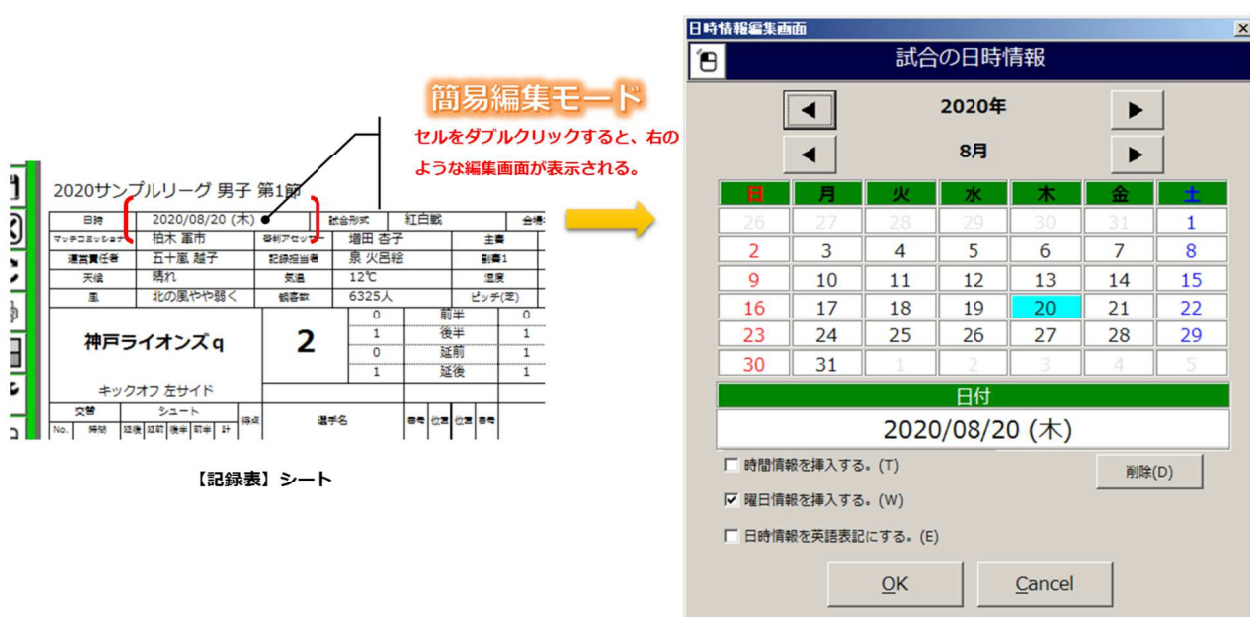 簡易編集モード
セルをダブルクリックすると、右の
ような編集画面が表示される。
2020サンプルリーグ 男子 第1節
日時 2020/08/20 (木) 試合形式 紅白戦 会場
マッチコミッショナー 柏木 軍市 審判アセッサー 増田 杏子 主審
運営責任者 五十嵐 越子 記録担当者 泉 火呂絵 副審1
天候 晴れ 気温 12℃ 湿度
風 北の風やや弱く 観客数 6325人 ピッチ(芝)
神戸ライオンズq 2
0 前半 0
1 後半 1
0 延前 1
1 延後 1
キックオフ 左サイド
交替 シュート 得点 選手名 番号 位置 位置 番号
No. 時間 延後 延前 後半 前半 計
【記録表】シート
日時情報編集画面
試合の日時情報
◀ 2020年 ▶
◀ 8月 ▶
日 月 火 水 木 金 土
26 27 28 29 30 31 1
2 3 4 5 6 7 8
9 10 11 12 13 14 15
16 17 18 19 20 21 22
23 24 25 26 27 28 29
30 31 1 2 3 4 5
日付
2020/08/20 (木)
時間情報を挿入する。(T)
削除(D)
曜日情報を挿入する。(W)
日時情報を英語表記にする。(E)
OK Cancel